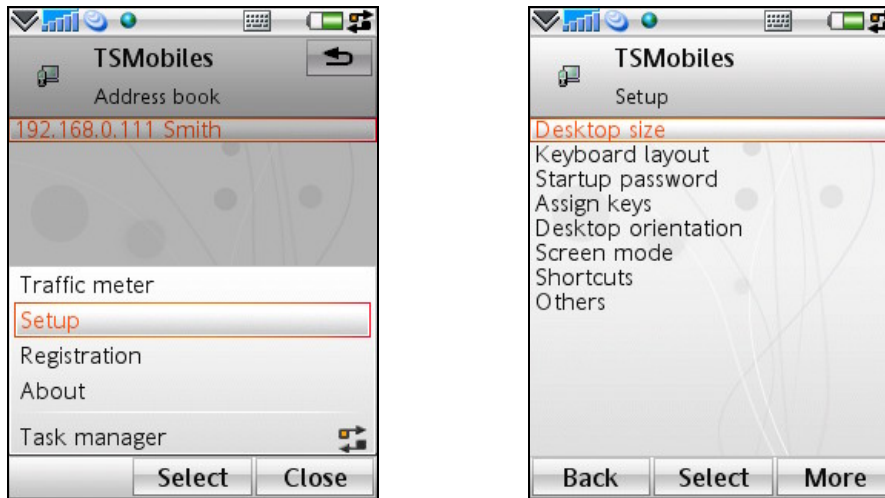 TSMobiles
Address book
192.168.0.111 Smith
Traffic meter
Setup
Registration
About
Task manager
Select Close
TSMobiles
Setup
Desktop size
Keyboard layout
Startup password
Assign keys
Desktop orientation
Screen mode
Shortcuts
Others
Back Select More